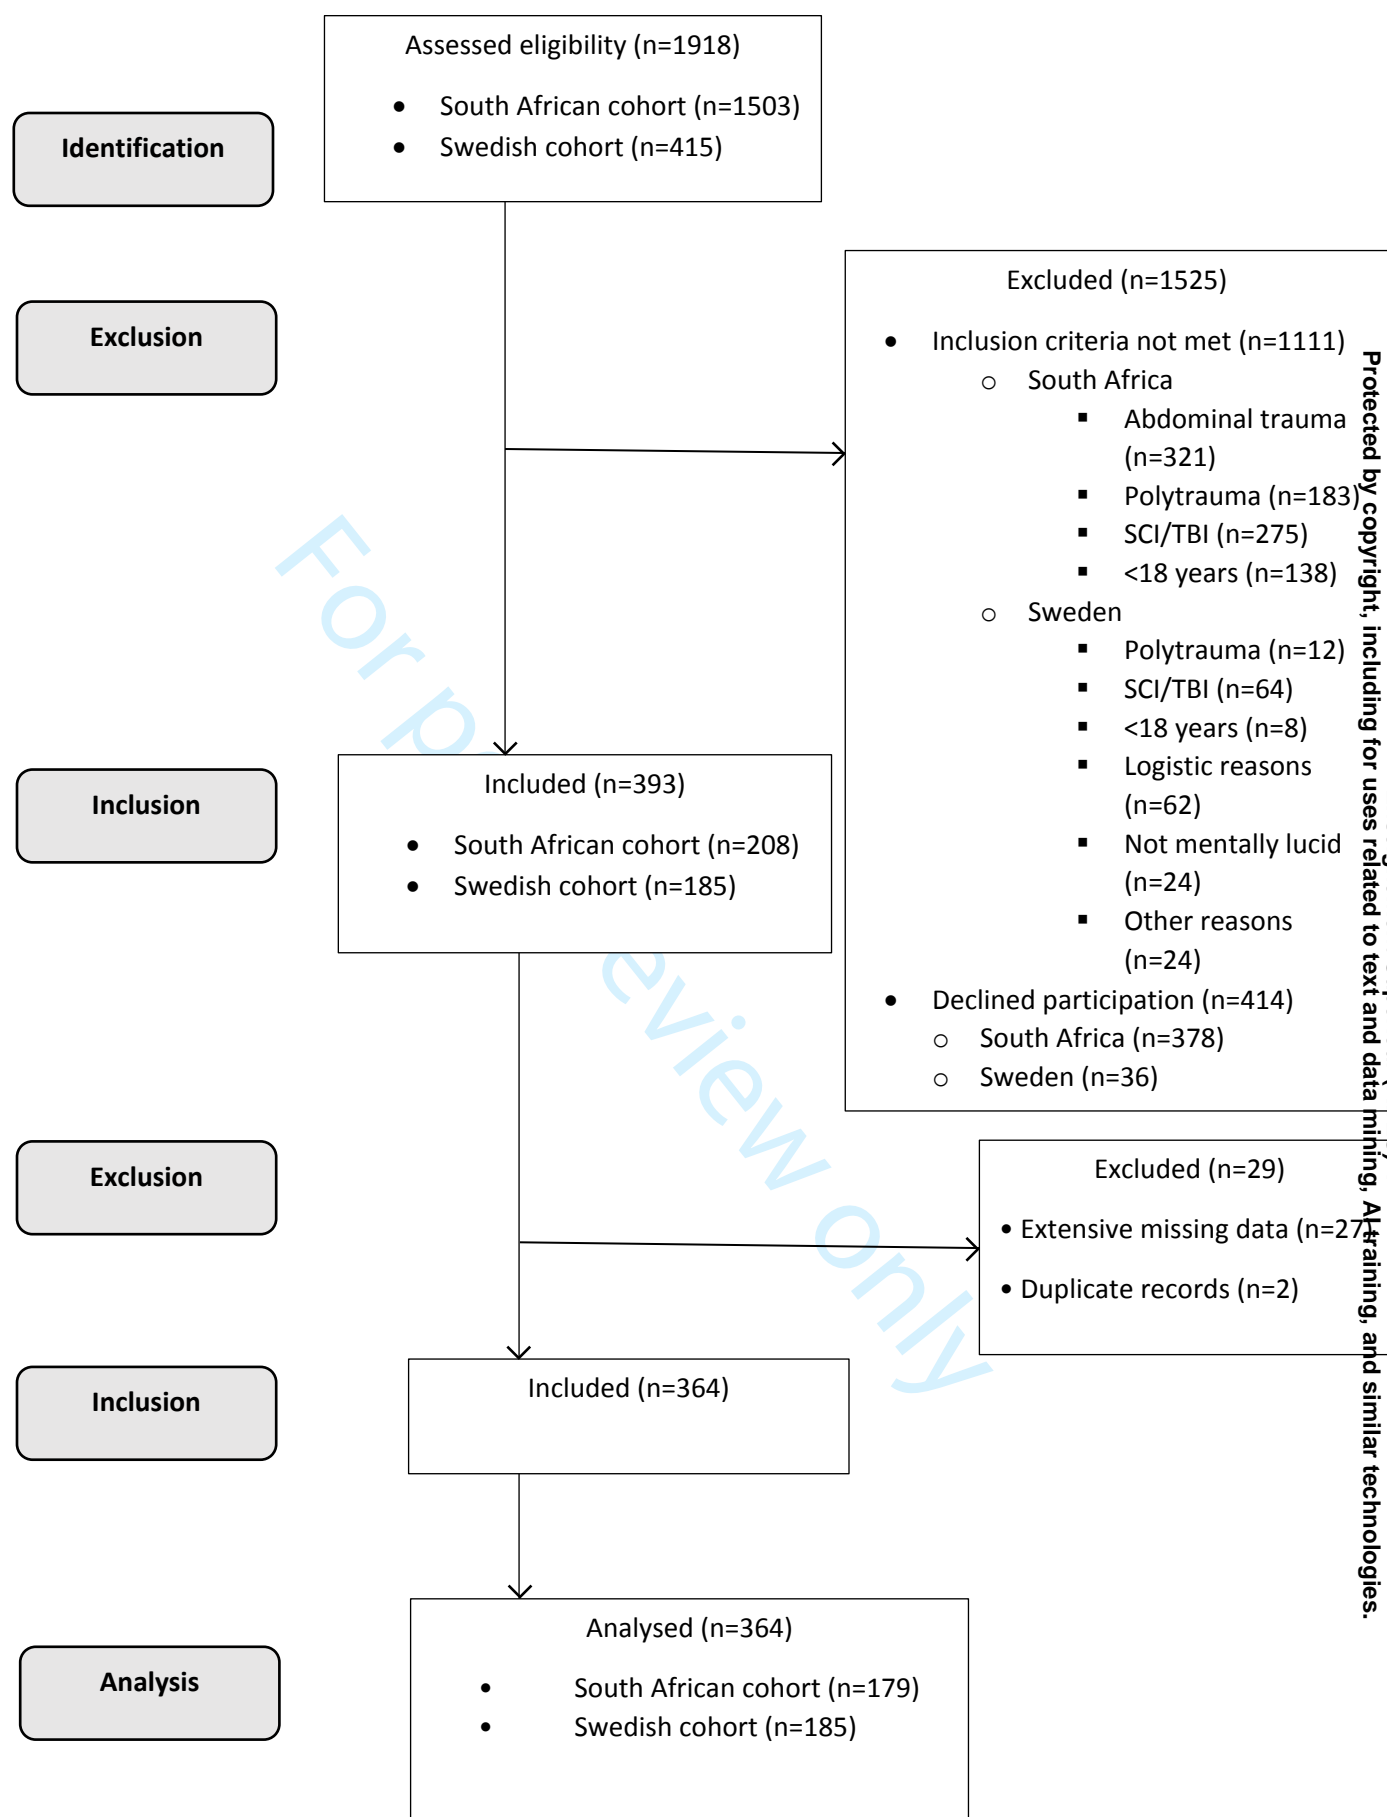 Assessed eligibility (n=1918)
• South African cohort (n=1503)
• Swedish cohort (n=415)
Identification
Excluded (n=1525)
Exclusion
• Inclusion criteria not met (n=1111)
o South Africa
▪ Abdominal trauma
(n=321)
▪ Polytrauma (n=183)
▪ SCI/TBI (n=275)
▪ <18 years (n=138)
o Sweden
▪ Polytrauma (n=12)
▪ SCI/TBI (n=64)
▪ <18 years (n=8)
▪ Logistic reasons
(n=62)
▪ Not mentally lucid
(n=24)
▪ Other reasons
(n=24)
• Declined participation (n=414)
o South Africa (n=378)
o Sweden (n=36)
Inclusion
Included (n=393)
• South African cohort (n=208)
• Swedish cohort (n=185)
Exclusion
Excluded (n=29)
• Extensive missing data (n=27
• Duplicate records (n=2)
Inclusion
Included (n=364)
Analysis
Analysed (n=364)
• South African cohort (n=179)
• Swedish cohort (n=185)
For review only
Protected by copyright, including for uses related to text and data mining, AI training, and similar technologies.